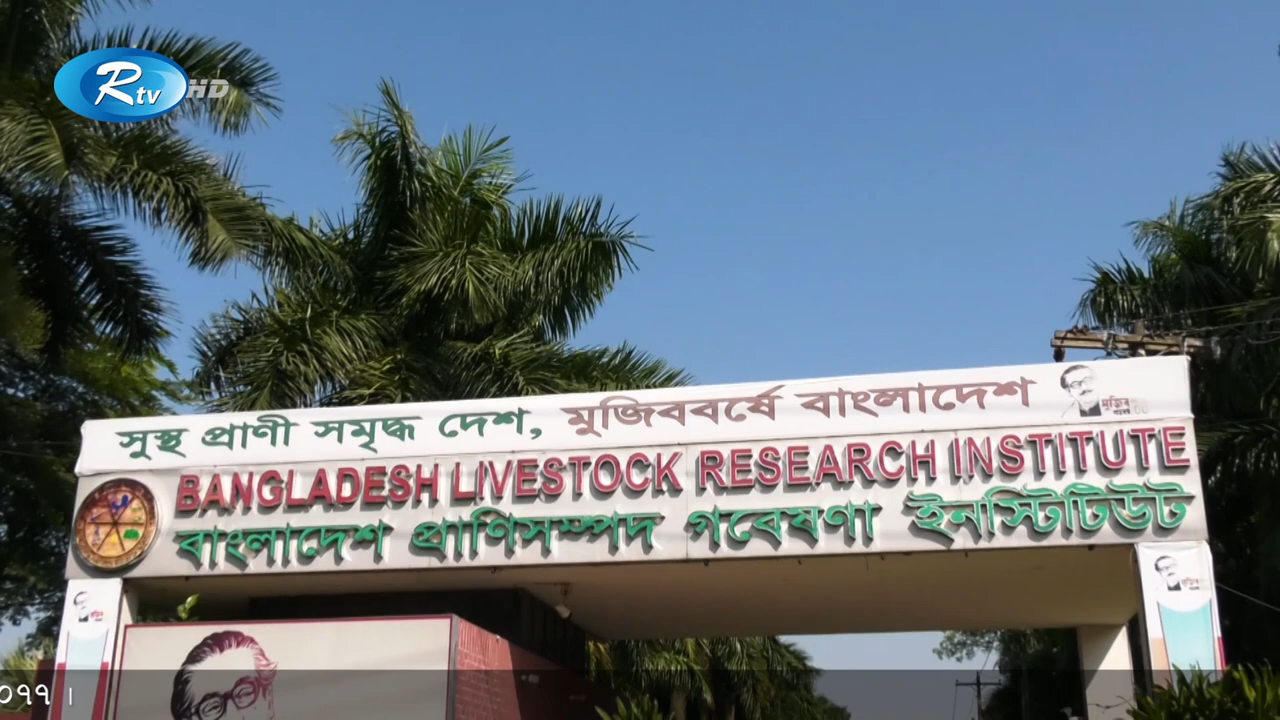 Rtv HD
সুস্থ প্রাণী সমৃদ্ধ দেশ, মুজিববর্ষে বাংলাদেশ
মুজিব
BANGLADESH LIVESTOCK RESEARCH INSTITUTE
বাংলাদেশ প্রাণিসম্পদ গবেষণা ইনস্টিটিউট
০৭৭।